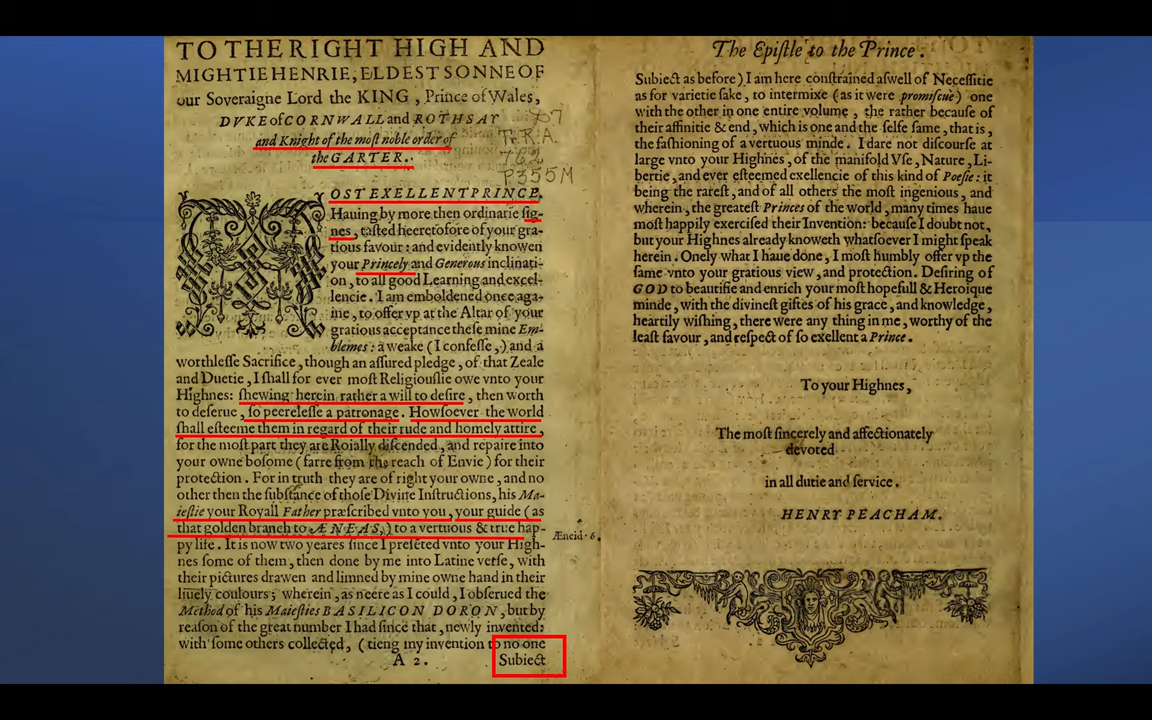 TO THE RIGHT HIGH AND
MIGHTIE HENRIE, ELDEST SONNE OF
our Soveraigne Lord the KING, Prince of Wales,
DVKE of CORNWALL and ROTHSAY
and Knight of the moſt noble order of
the GARTER.
707
T.R.A.
762
P355M
MOST EXELLENT PRINCE.
Hauing by more then ordinarie ſig-
nes, taſted heeretofore of your gra-
tious fauour: and evidently knowen
your Princely and Generous inclinati-
on, to all good Learning and excel-
lencie. I am emboldened once aga-
ine, to offer vp at the Altar of your
gratious acceptance theſe mine Em-
blemes: a weake (I confeſſe,) and a
worthleſſe Sacrifice, though an aſſured pledge, of that Zeale
and Duetie, I ſhall for ever moſt Religiouſlie owe vnto your
Highnes: ſhewing herein rather a will to deſire, then worth
to deſerue, ſo peereleſſe a patronage. Howſoever the world
ſhall eſteeme them in regard of their rude and homely attire,
for the moſt part they are Roially diſcended, and repaire into
your owne boſome (farre from the reach of Envie) for their
protection. For in truth they are of right your owne, and no
other then the ſubſtance of thoſe Divine Inſtructions, his Ma-
ieſtie your Royall Father præſcribed vnto you, your guide (as
that golden branch to ÆNEAS,) to a vertuous & true hap-
py life. It is now two yeares ſince I preſẽted vnto your High-
nes ſome of them, then done by me into Latine verſe, with
their pictures drawen and limned by mine owne hand in their
liuely coulours; wherein, as neere as I could, I obſerued the
Method of his Maieſties BASILICON DORON, but by
reaſon of the great number I had ſince that, newly invented:
with ſome others collected, (tieng my invention to no one
A 2.
Subiect
Æneid. 6.
The Epiſtle to the Prince.
Subiect as before) I am here conſtrained aſwell of Neceſſitie
as for varietie ſake, to intermixe (as it were promiſcuè) one
with the other in one entire volume, the rather becauſe of
their affinitie & end, which is one and the ſelfe ſame, that is,
the faſhioning of a vertuous minde. I dare not diſcourſe at
large vnto your Highnes, of the manifold Vſe, Nature, Li-
bertie, and ever eſteemed exellencie of this kind of Poeſie: it
being the rareſt, and of all others the moſt ingenious, and
wherein, the greateſt Princes of the world, many times haue
moſt happily exerciſed their Invention: becauſe I doubt not,
but your Highnes already knoweth whatſoever I might ſpeak
herein. Onely what I haue done, I moſt humbly offer vp the
ſame vnto your gratious view, and protection. Deſiring of
GOD to beautifie and enrich your moſt hopefull & Heroique
minde, with the divineſt giftes of his grace, and knowledge,
heartily wiſhing, there were any thing in me, worthy of the
leaſt favour, and reſpect of ſo exellent a Prince.
To your Highnes,
The moſt ſincerely and affectionately
devoted
in all dutie and ſervice.
HENRY PEACHAM.